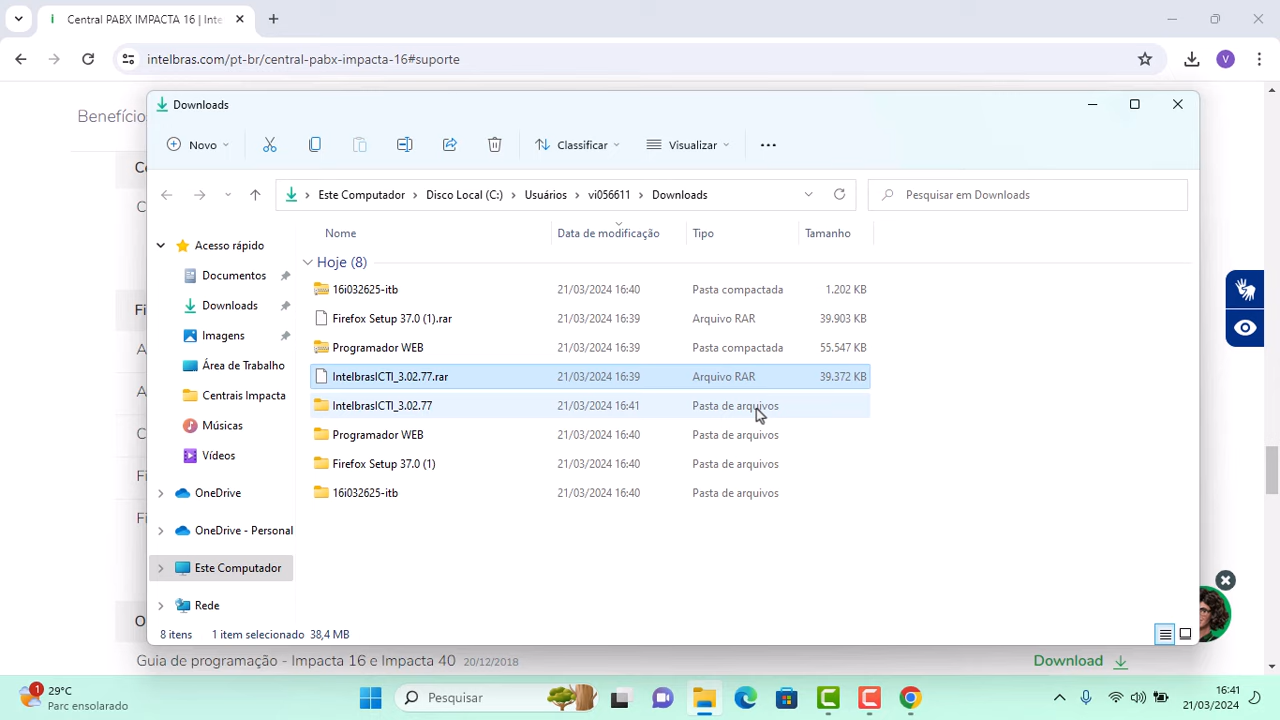 Central PABX IMPACTA 16 | Inte
intelbras.com/pt-br/central-pabx-impacta-16#suporte
V
Benefício
Downloads
Novo
Classificar
Visualizar
Este Computador
Disco Local (C:)
Usuários
vi056611
Downloads
Pesquisar em Downloads
Nome
Data de modificação
Tipo
Tamanho
Acesso rápido
Documentos
Downloads
Imagens
Área de Trabalho
Centrais Impacta
Músicas
Vídeos
OneDrive
OneDrive - Personal
Este Computador
Rede
Hoje (8)
16i032625-itb 21/03/2024 16:40 Pasta compactada 1.202 KB
Firefox Setup 37.0 (1).rar 21/03/2024 16:39 Arquivo RAR 39.903 KB
Programador WEB 21/03/2024 16:39 Pasta compactada 55.547 KB
IntelbrasICTI_3.02.77.rar 21/03/2024 16:39 Arquivo RAR 39.372 KB
IntelbrasICTI_3.02.77 21/03/2024 16:41 Pasta de arquivos
Programador WEB 21/03/2024 16:40 Pasta de arquivos
Firefox Setup 37.0 (1) 21/03/2024 16:40 Pasta de arquivos
16i032625-itb 21/03/2024 16:40 Pasta de arquivos
8 itens 1 item selecionado 38,4 MB
Guia de programação - Impacta 16 e Impacta 40 20/12/2018 Download
1
29°C
Parc ensolarado
Pesquisar
16:41
21/03/2024